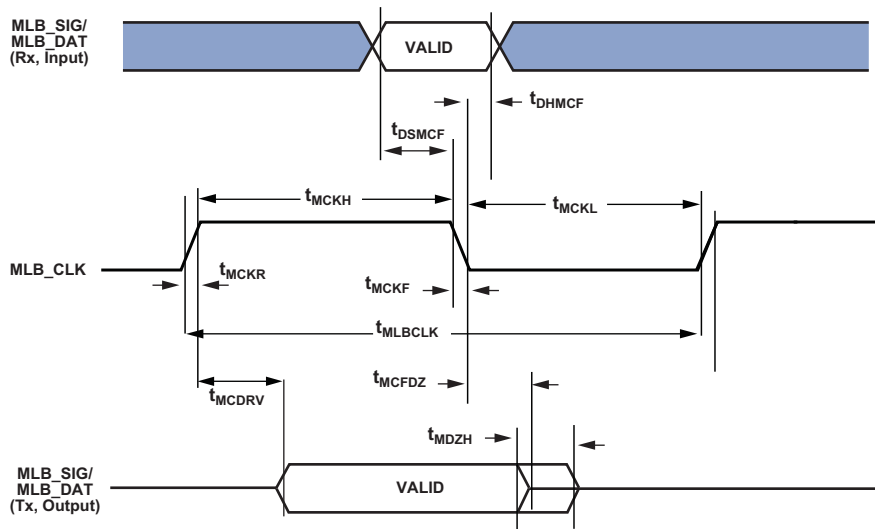 MLB_SIG/
MLB_DAT
(Rx, Input)
VALID
tDHMCF
tDSMCF
tMCKH
tMCKL
MLB_CLK
tMCKR
tMCKF
tMLBCLK
tMCFDZ
tMCDRV
tMDZH
MLB_SIG/
MLB_DAT
(Tx, Output)
VALID